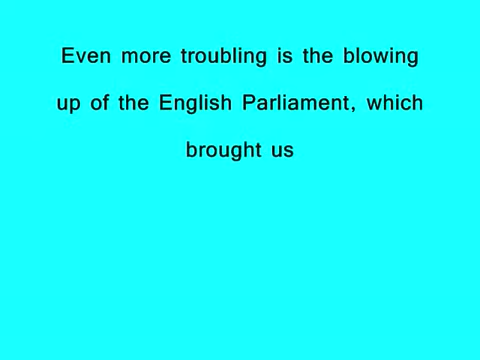 Even more troubling is the blowing
up of the English Parliament, which
brought us